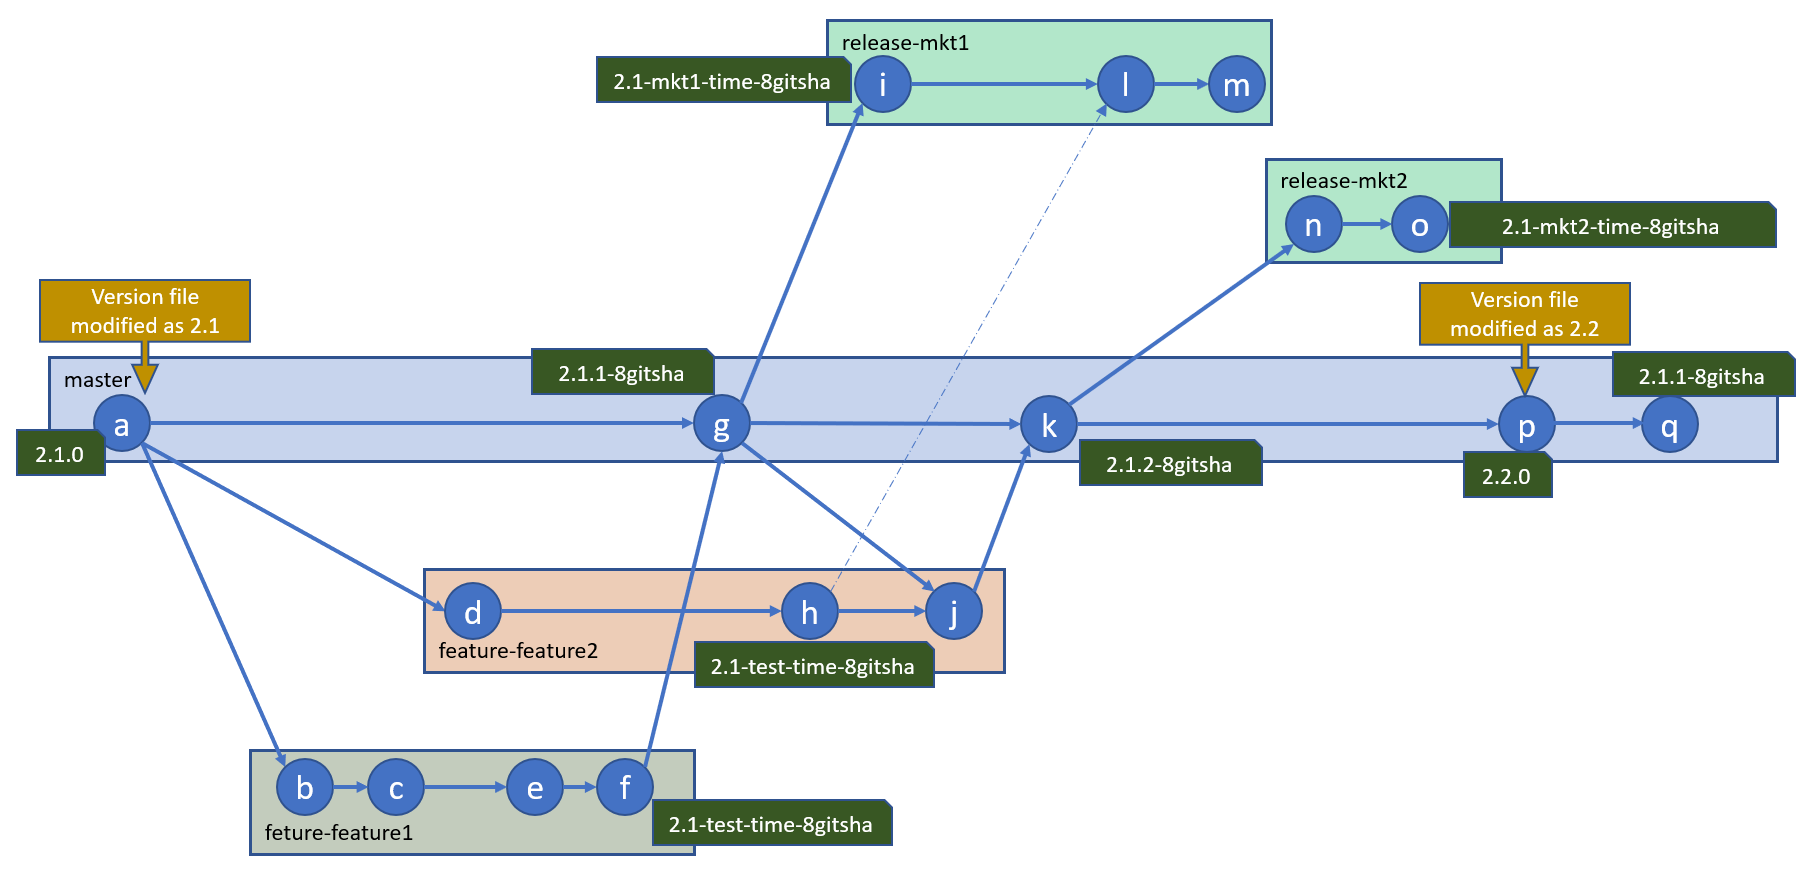 release-mkt1
2.1-mkt1-time-8gitsha
i
l
m
release-mkt2
n
o
2.1-mkt2-time-8gitsha
Version file
modified as 2.1
Version file
modified as 2.2
master
2.1.1-8gitsha
2.1.1-8gitsha
a
g
k
p
q
2.1.0
2.1.2-8gitsha
2.2.0
d
h
j
feature-feature2
2.1-test-time-8gitsha
b
c
e
f
feture-feature1
2.1-test-time-8gitsha